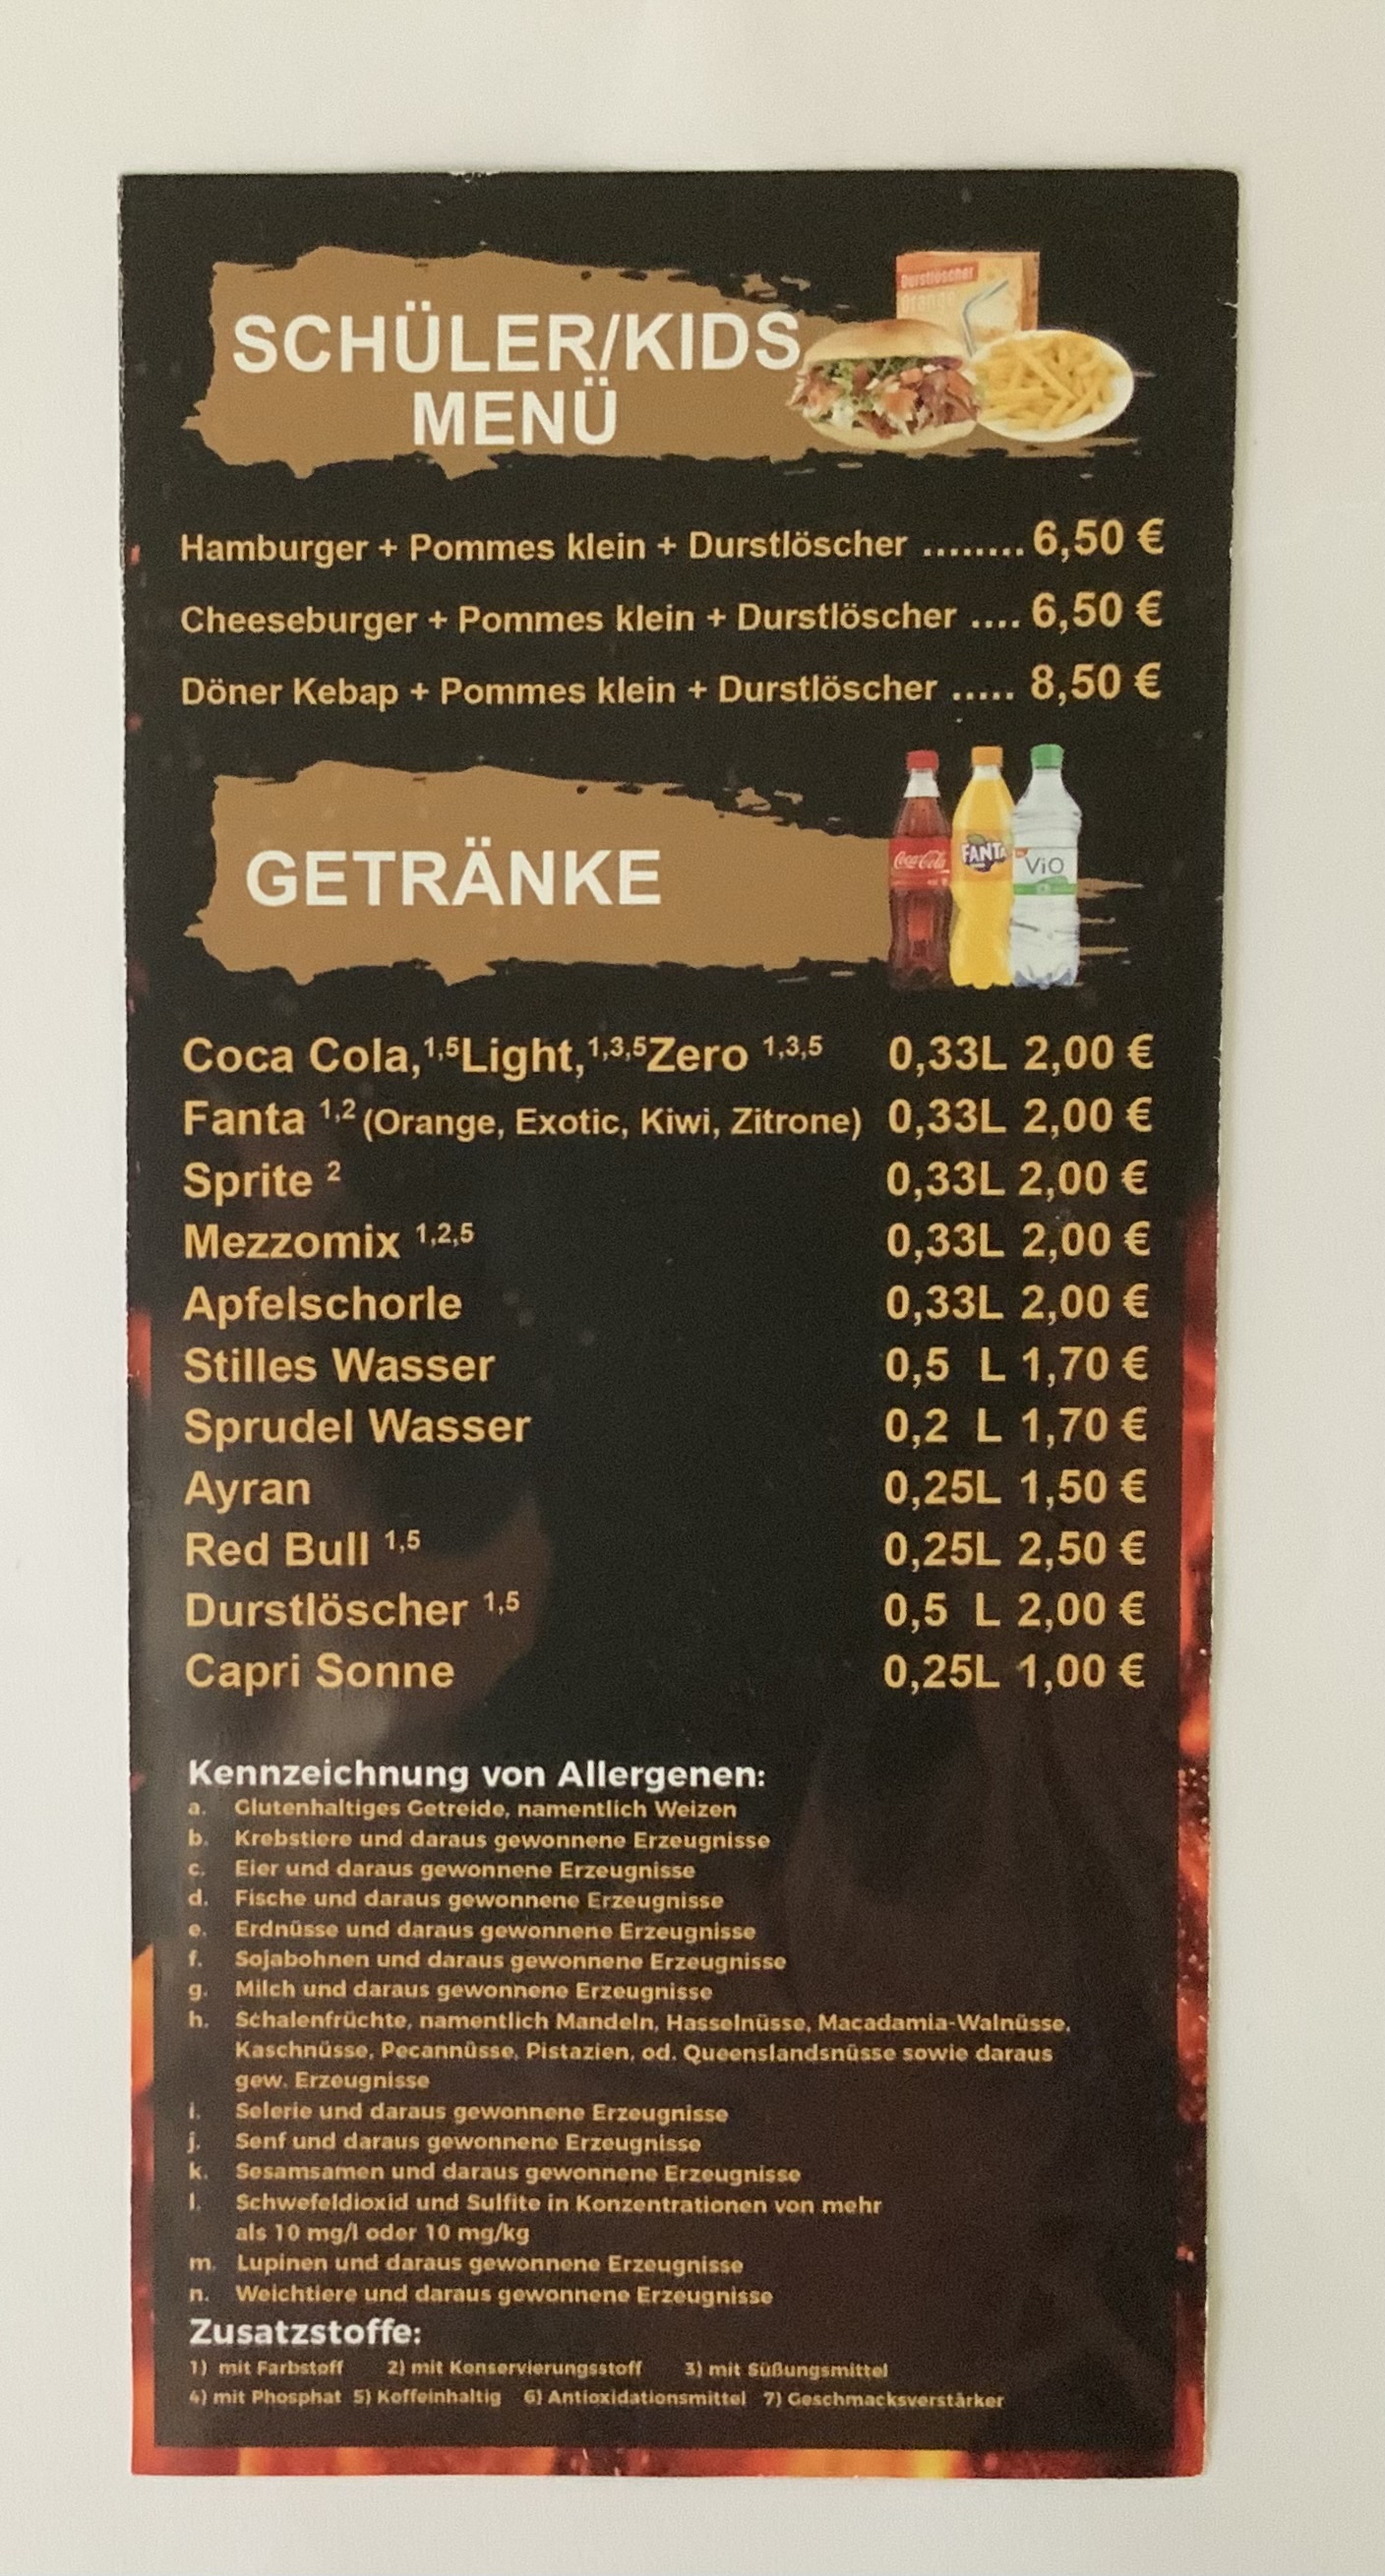 Durstlöscher
Orange
SCHÜLER/KIDS
MENÜ
Hamburger + Pommes klein + Durstlöscher ........ 6,50 €
Cheeseburger + Pommes klein + Durstlöscher .... 6,50 €
Döner Kebap + Pommes klein + Durstlöscher ..... 8,50 €
Coca-Cola FANTA ViO
GETRÄNKE
Coca Cola,1,5Light,1,3,5Zero 1,3,5 0,33L 2,00 €
Fanta 1,2 (Orange, Exotic, Kiwi, Zitrone) 0,33L 2,00 €
Sprite 2 0,33L 2,00 €
Mezzomix 1,2,5 0,33L 2,00 €
Apfelschorle 0,33L 2,00 €
Stilles Wasser 0,5 L 1,70 €
Sprudel Wasser 0,2 L 1,70 €
Ayran 0,25L 1,50 €
Red Bull 1,5 0,25L 2,50 €
Durstlöscher 1,5 0,5 L 2,00 €
Capri Sonne 0,25L 1,00 €
Kennzeichnung von Allergenen:
a. Glutenhaltiges Getreide, namentlich Weizen
b. Krebstiere und daraus gewonnene Erzeugnisse
c. Eier und daraus gewonnene Erzeugnisse
d. Fische und daraus gewonnene Erzeugnisse
e. Erdnüsse und daraus gewonnene Erzeugnisse
f. Sojabohnen und daraus gewonnene Erzeugnisse
g. Milch und daraus gewonnene Erzeugnisse
h. Schalenfrüchte, namentlich Mandeln, Hasselnüsse, Macadamia-Walnüsse,
Kaschnüsse, Pecannüsse, Pistazien, od. Queenslandsnüsse sowie daraus
gew. Erzeugnisse
i. Selerie und daraus gewonnene Erzeugnisse
j. Senf und daraus gewonnene Erzeugnisse
k. Sesamsamen und daraus gewonnene Erzeugnisse
l. Schwefeldioxid und Sulfite in Konzentrationen von mehr
als 10 mg/l oder 10 mg/kg
m. Lupinen und daraus gewonnene Erzeugnisse
n. Weichtiere und daraus gewonnene Erzeugnisse
Zusatzstoffe:
1) mit Farbstoff 2) mit Konservierungsstoff 3) mit Süßungsmittel
4) mit Phosphat 5) Koffeinhaltig 6) Antioxidationsmittel 7) Geschmacksverstärker